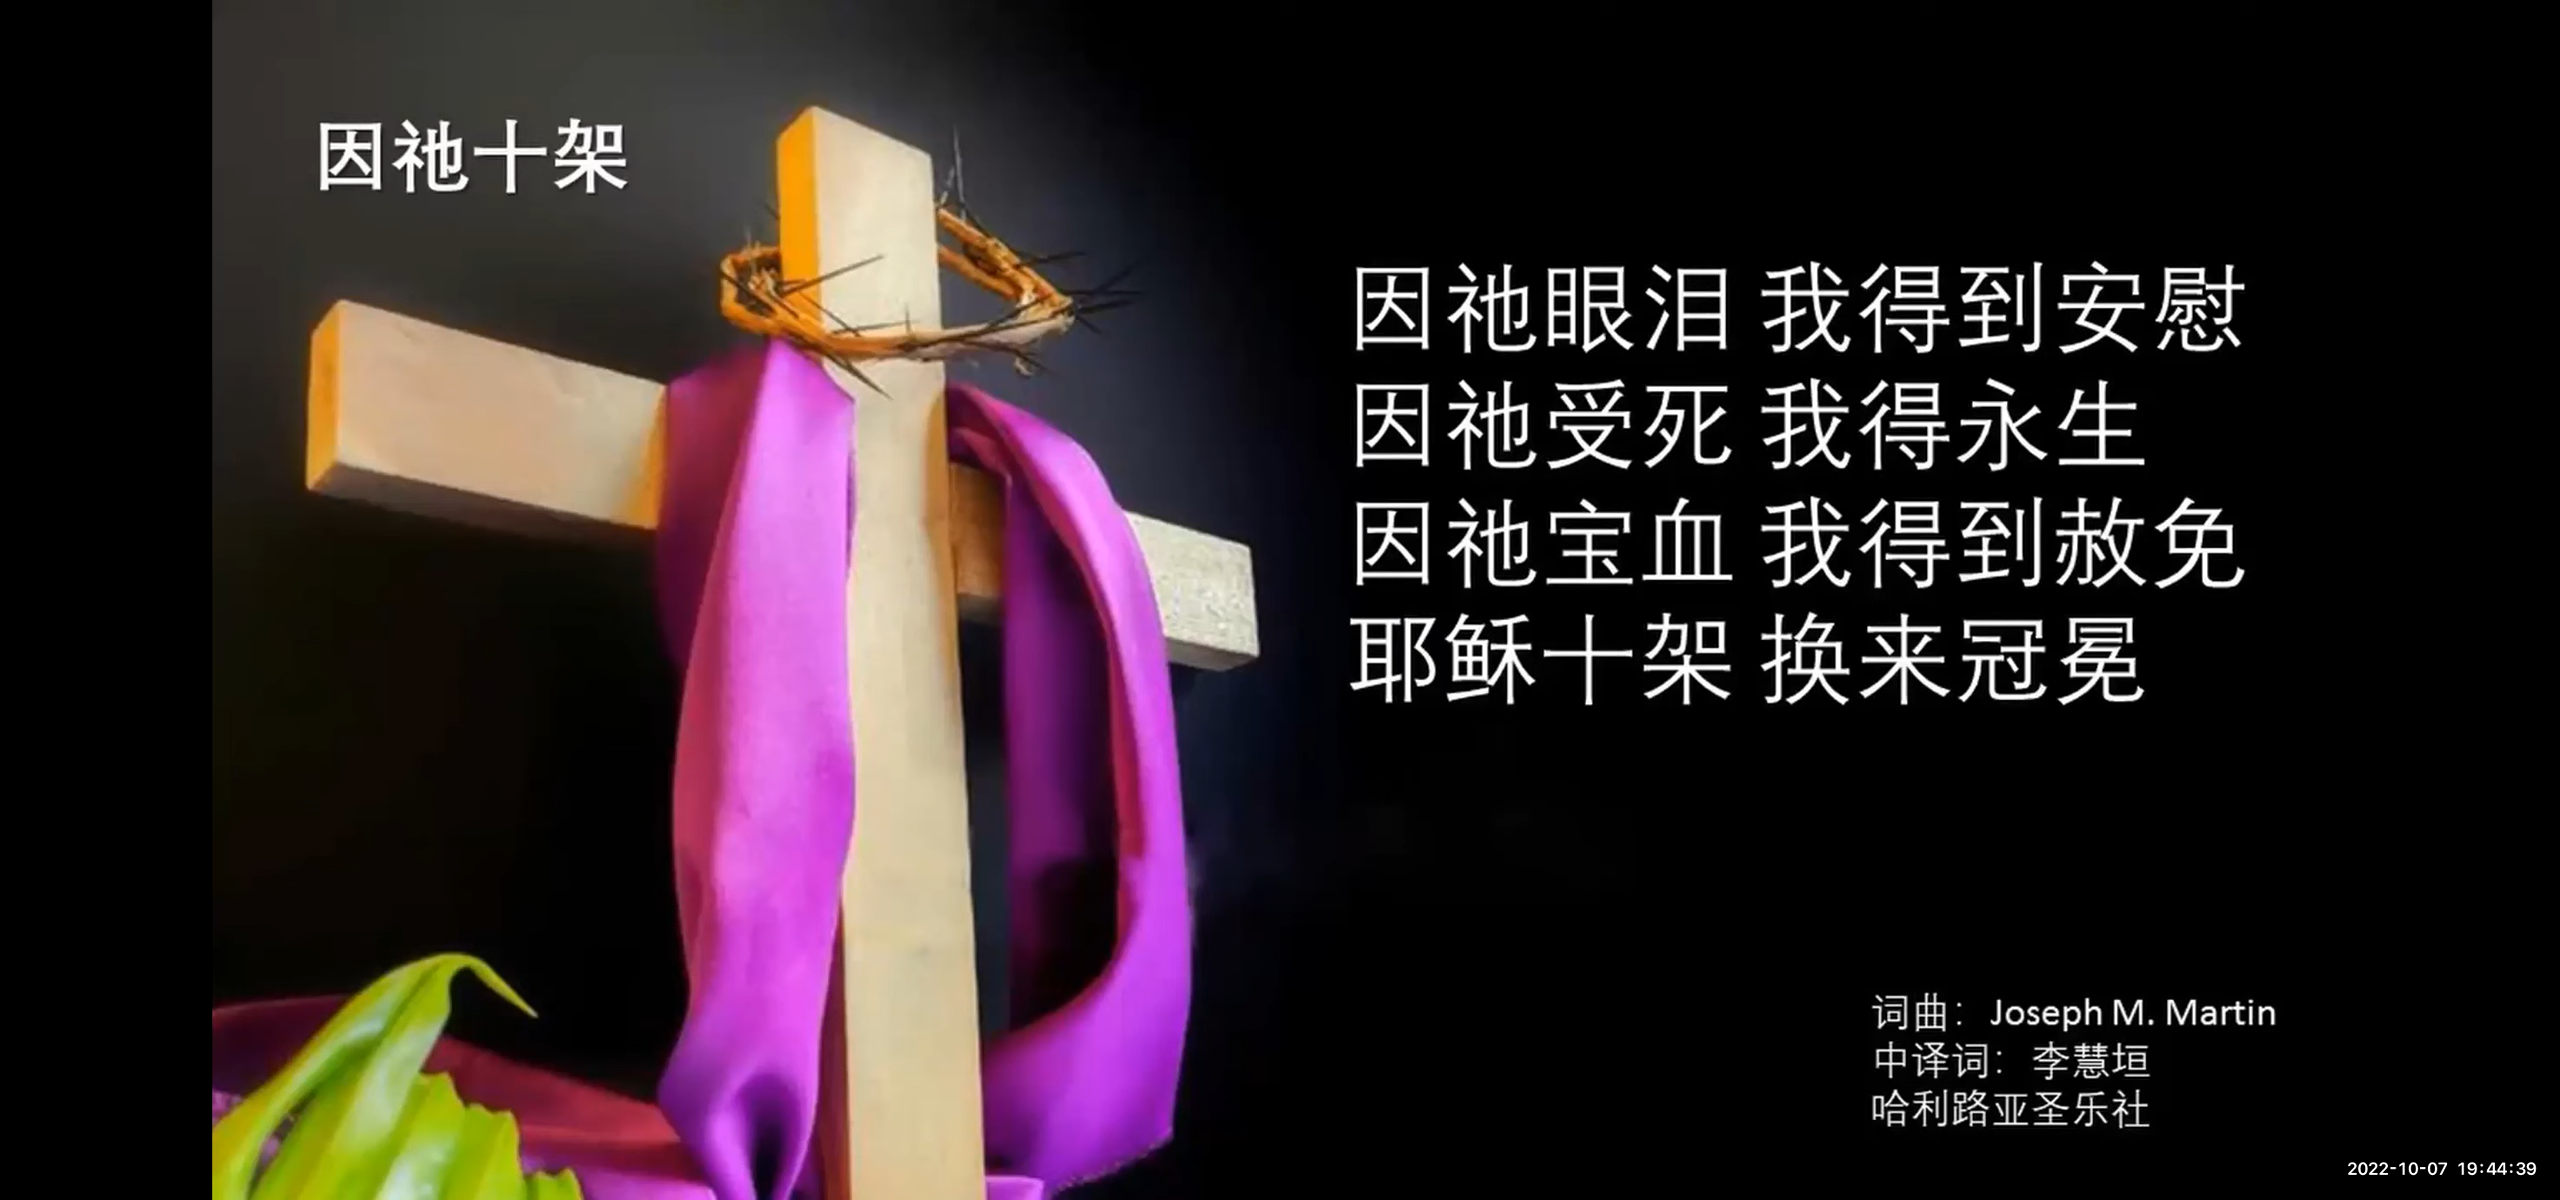 因祂十架
因祂眼泪 我得到安慰
因祂受死 我得永生
因祂宝血 我得到赦免
耶稣十架 换来冠冕
词曲：Joseph M. Martin
中译词：李慧垣
哈利路亚圣乐社
2022-10-07 19:44:39